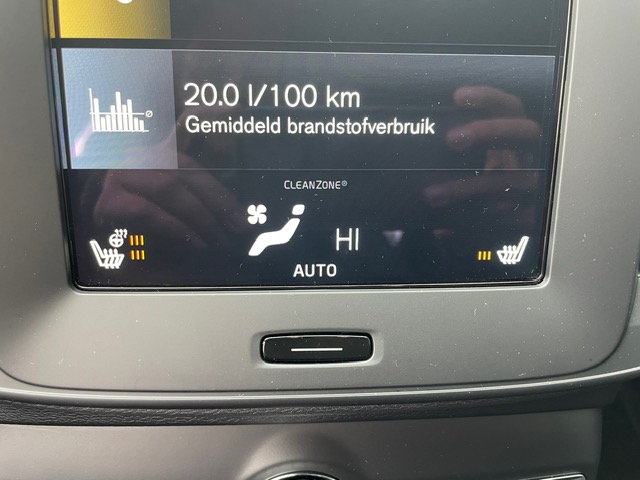 20.0 l/100 km
Gemiddeld brandstofverbruik
CLEANZONE®
HI
AUTO